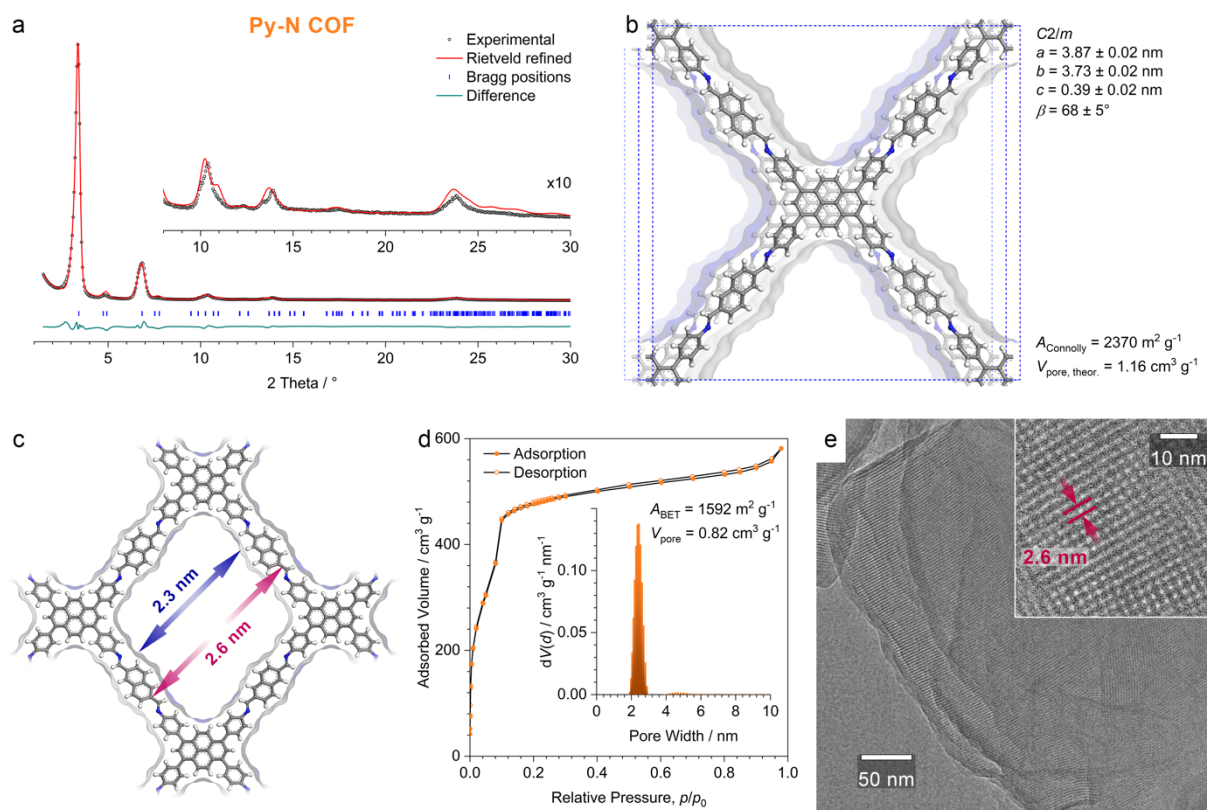 a
Py-N COF
Experimental
Rietveld refined
Bragg positions
Difference
x10
10 15 20 25 30
5 10 15 20 25 30
2 Theta / °
b
C2/m
a = 3.87 ± 0.02 nm
b = 3.73 ± 0.02 nm
c = 0.39 ± 0.02 nm
β = 68 ± 5°
A_Connolly = 2370 m² g⁻¹
V_pore, theor. = 1.16 cm³ g⁻¹
c
2.3 nm
2.6 nm
d
600
400
200
0
Adsorbed Volume / cm³ g⁻¹
Adsorption
Desorption
A_BET = 1592 m² g⁻¹
V_pore = 0.82 cm³ g⁻¹
dV(d) / cm³ g⁻¹ nm⁻¹
0.10
0.05
0.00
0 2 4 6 8 10
Pore Width / nm
0.0 0.2 0.4 0.6 0.8 1.0
Relative Pressure, p/p₀
e
10 nm
2.6 nm
50 nm